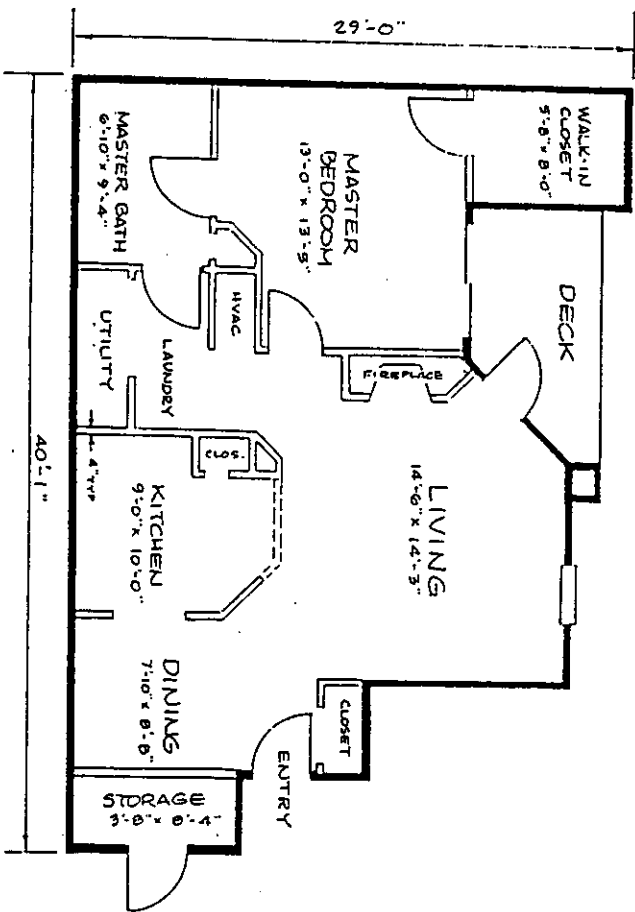 29'-0"
WALK-IN
CLOSET
5'-8" x 8'-0"
MASTER
BEDROOM
13'-0" x 13'-5"
MASTER BATH
6'-10" x 9'-4"
DECK
HVAC
FIREPLACE
UTILITY
LAUNDRY
CLOS.
4" TYP
40'-1"
KITCHEN
9'-0" x 10'-0"
LIVING
14'-6" x 14'-3"
DINING
7'-10" x 8'-8"
CLOSET
ENTRY
STORAGE
3'-8" x 8'-4"